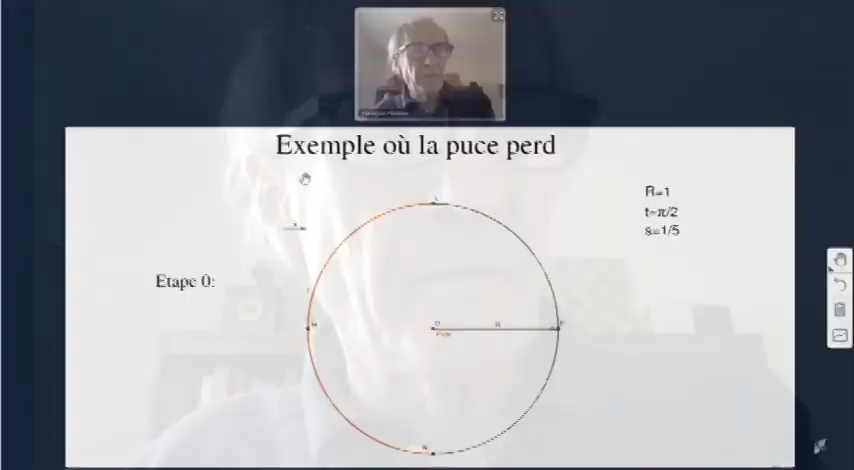 Exemple où la puce perd
R=1
t=π/2
s=1/5
Etape 0:
R